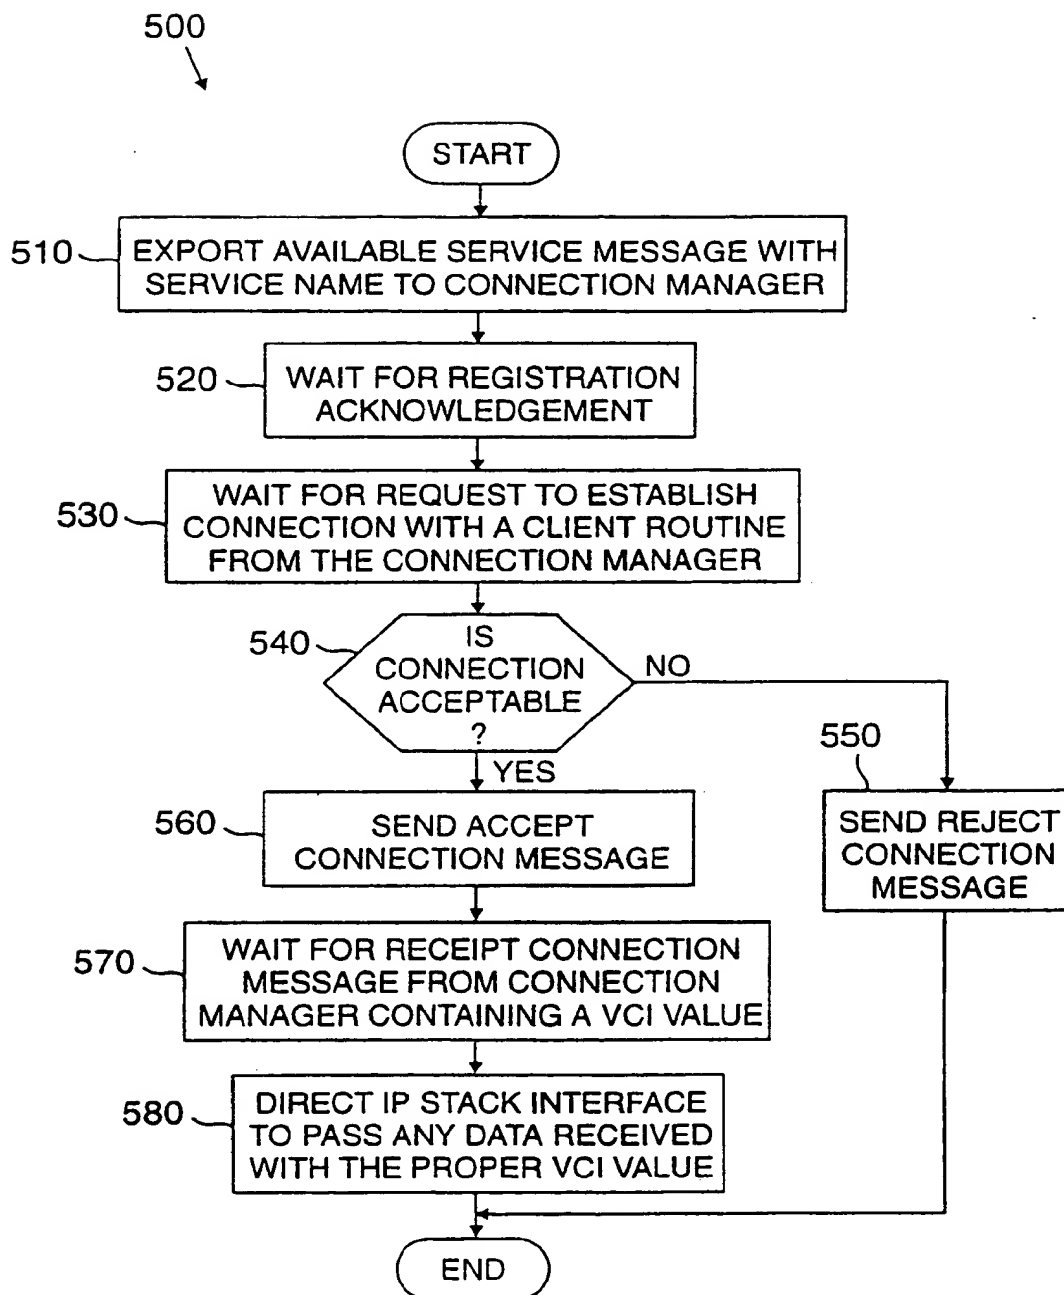 500
START
510
EXPORT AVAILABLE SERVICE MESSAGE WITH
SERVICE NAME TO CONNECTION MANAGER
520
WAIT FOR REGISTRATION
ACKNOWLEDGEMENT
530
WAIT FOR REQUEST TO ESTABLISH
CONNECTION WITH A CLIENT ROUTINE
FROM THE CONNECTION MANAGER
540
IS
CONNECTION
ACCEPTABLE
?
NO
YES
550
SEND REJECT
CONNECTION
MESSAGE
560
SEND ACCEPT
CONNECTION MESSAGE
570
WAIT FOR RECEIPT CONNECTION
MESSAGE FROM CONNECTION
MANAGER CONTAINING A VCI VALUE
580
DIRECT IP STACK INTERFACE
TO PASS ANY DATA RECEIVED
WITH THE PROPER VCI VALUE
END